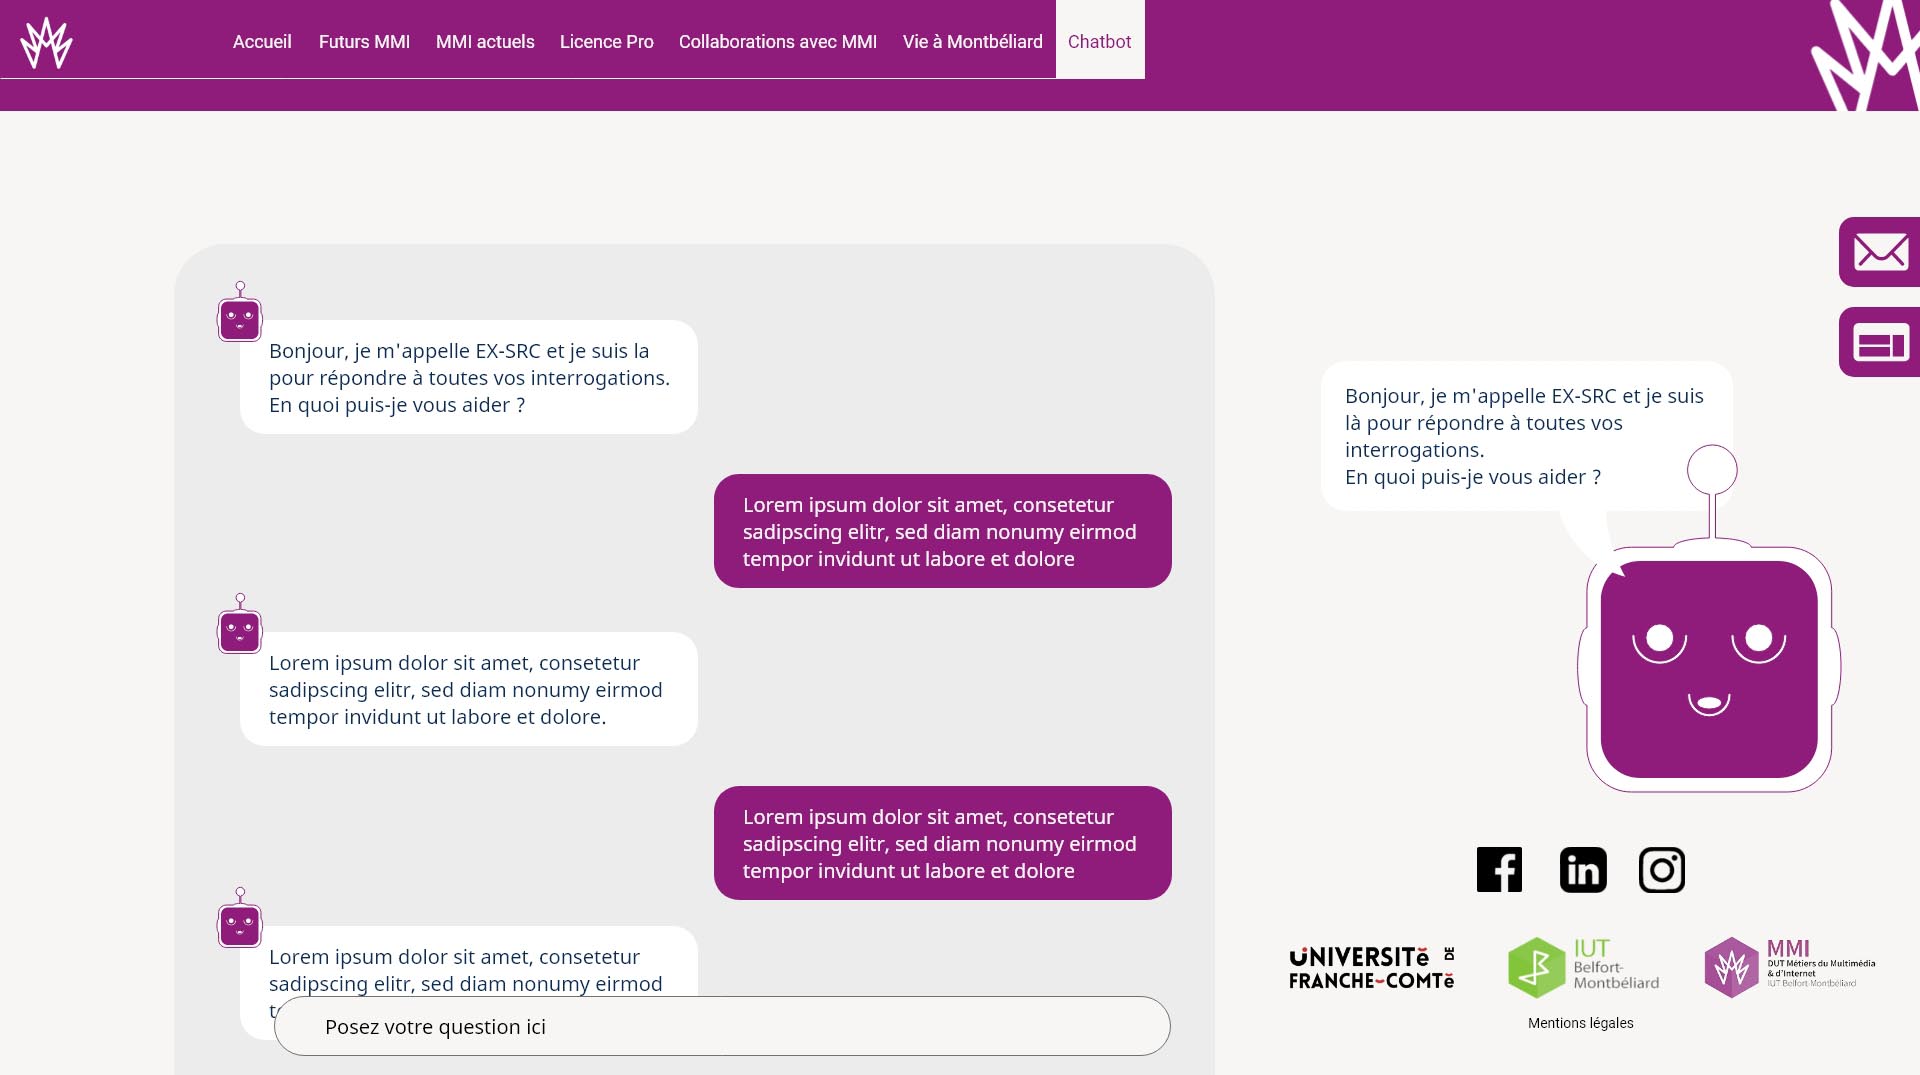 Accueil Futurs MMI MMI actuels Licence Pro Collaborations avec MMI Vie à Montbéliard Chatbot
Bonjour, je m'appelle EX-SRC et je suis la
pour répondre à toutes vos interrogations.
En quoi puis-je vous aider ?
Lorem ipsum dolor sit amet, consetetur
sadipscing elitr, sed diam nonumy eirmod
tempor invidunt ut labore et dolore
Lorem ipsum dolor sit amet, consetetur
sadipscing elitr, sed diam nonumy eirmod
tempor invidunt ut labore et dolore.
Lorem ipsum dolor sit amet, consetetur
sadipscing elitr, sed diam nonumy eirmod
tempor invidunt ut labore et dolore
Lorem ipsum dolor sit amet, consetetur
sadipscing elitr, sed diam nonumy eirmod
Posez votre question ici
Bonjour, je m'appelle EX-SRC et je suis
là pour répondre à toutes vos
interrogations.
En quoi puis-je vous aider ?
in
UNIVERSITĕ DE
FRANCHE-COMTĕ
IUT
Belfort-
Montbéliard
MMI
DUT Métiers du Multimédia
& d'Internet
IUT Belfort-Montbéliard
Mentions légales